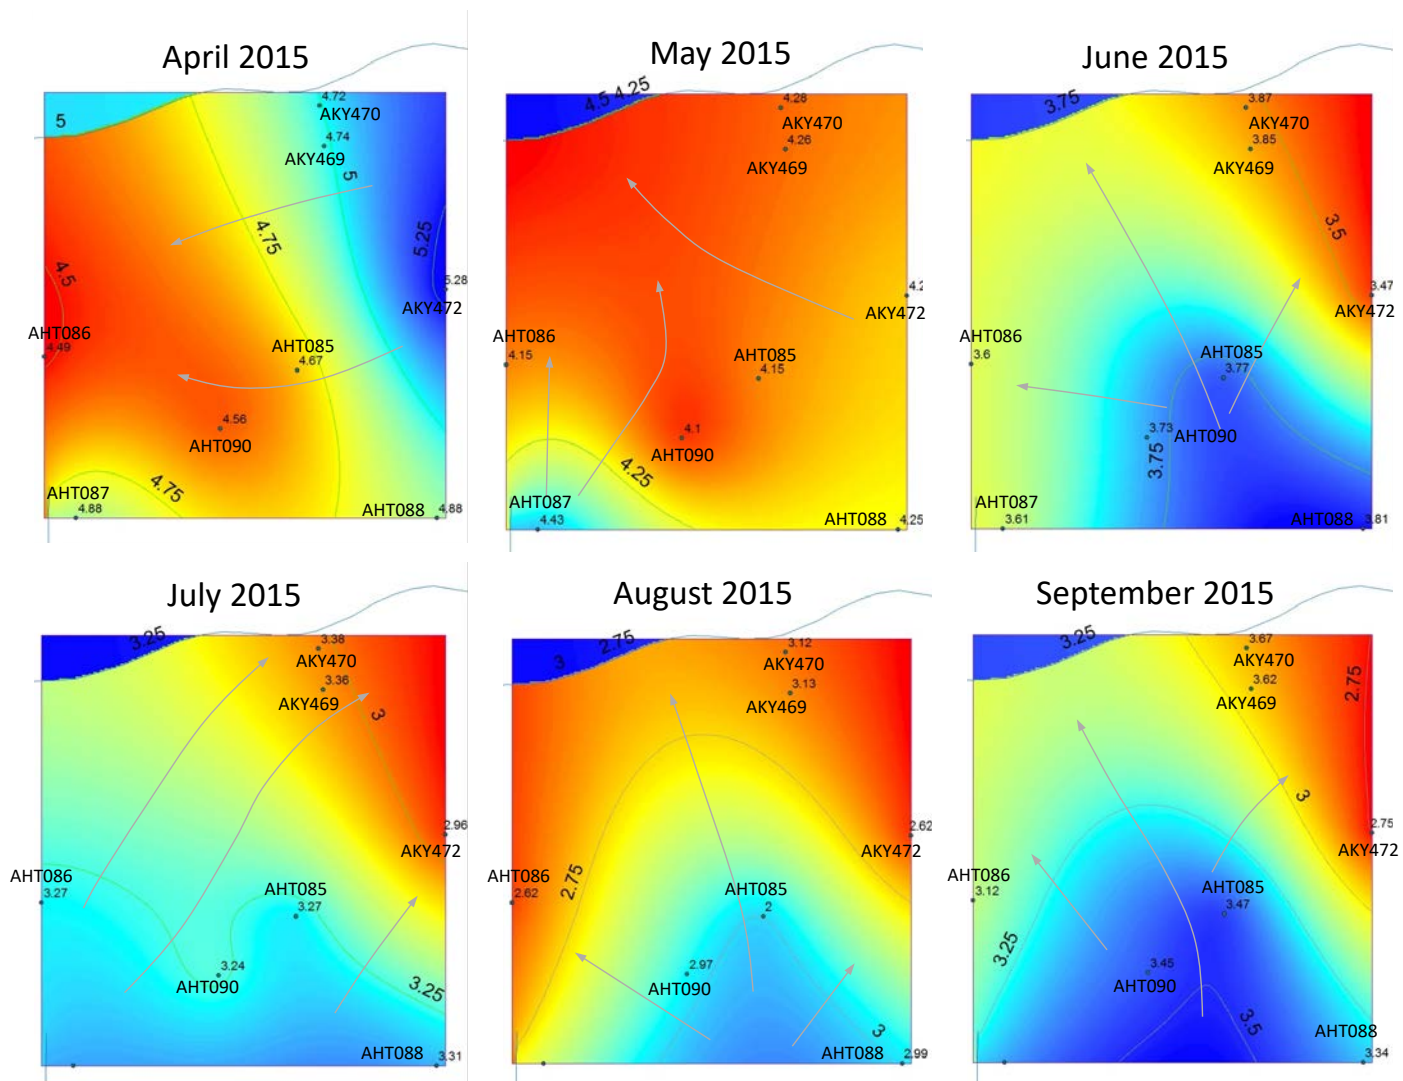 April 2015
5
4.72
AKY470
4.74
AKY469
5
4.75
5.25
4.5
5.28
AKY472
AHT086
4.49
AHT085
4.67
4.56
AHT090
AHT087
4.75
4.88
AHT088
4.88
May 2015
4.5
4.25
4.28
AKY470
4.26
AKY469
4.2
AKY472
AHT086
4.15
AHT085
4.15
4.1
AHT090
4.25
AHT087
4.43
AHT088
4.25
June 2015
3.75
3.87
AKY470
3.85
AKY469
3.5
3.47
AKY472
AHT086
3.6
AHT085
3.77
3.73
AHT090
3.75
AHT087
3.61
AHT088
3.81
July 2015
3.25
3.38
AKY470
3.36
AKY469
3
2.96
AKY472
AHT086
3.27
AHT085
3.27
3.24
AHT090
3.25
AHT088
3.31
August 2015
3
2.75
3.12
AKY470
3.13
AKY469
2.62
AKY472
AHT086
2.62
2.75
AHT085
2
2.97
AHT090
3
AHT088
2.99
September 2015
3.25
3.67
AKY470
3.62
AKY469
2.75
3
2.75
AKY472
AHT086
3.12
AHT085
3.47
3.25
3.45
AHT090
3.5
AHT088
3.34